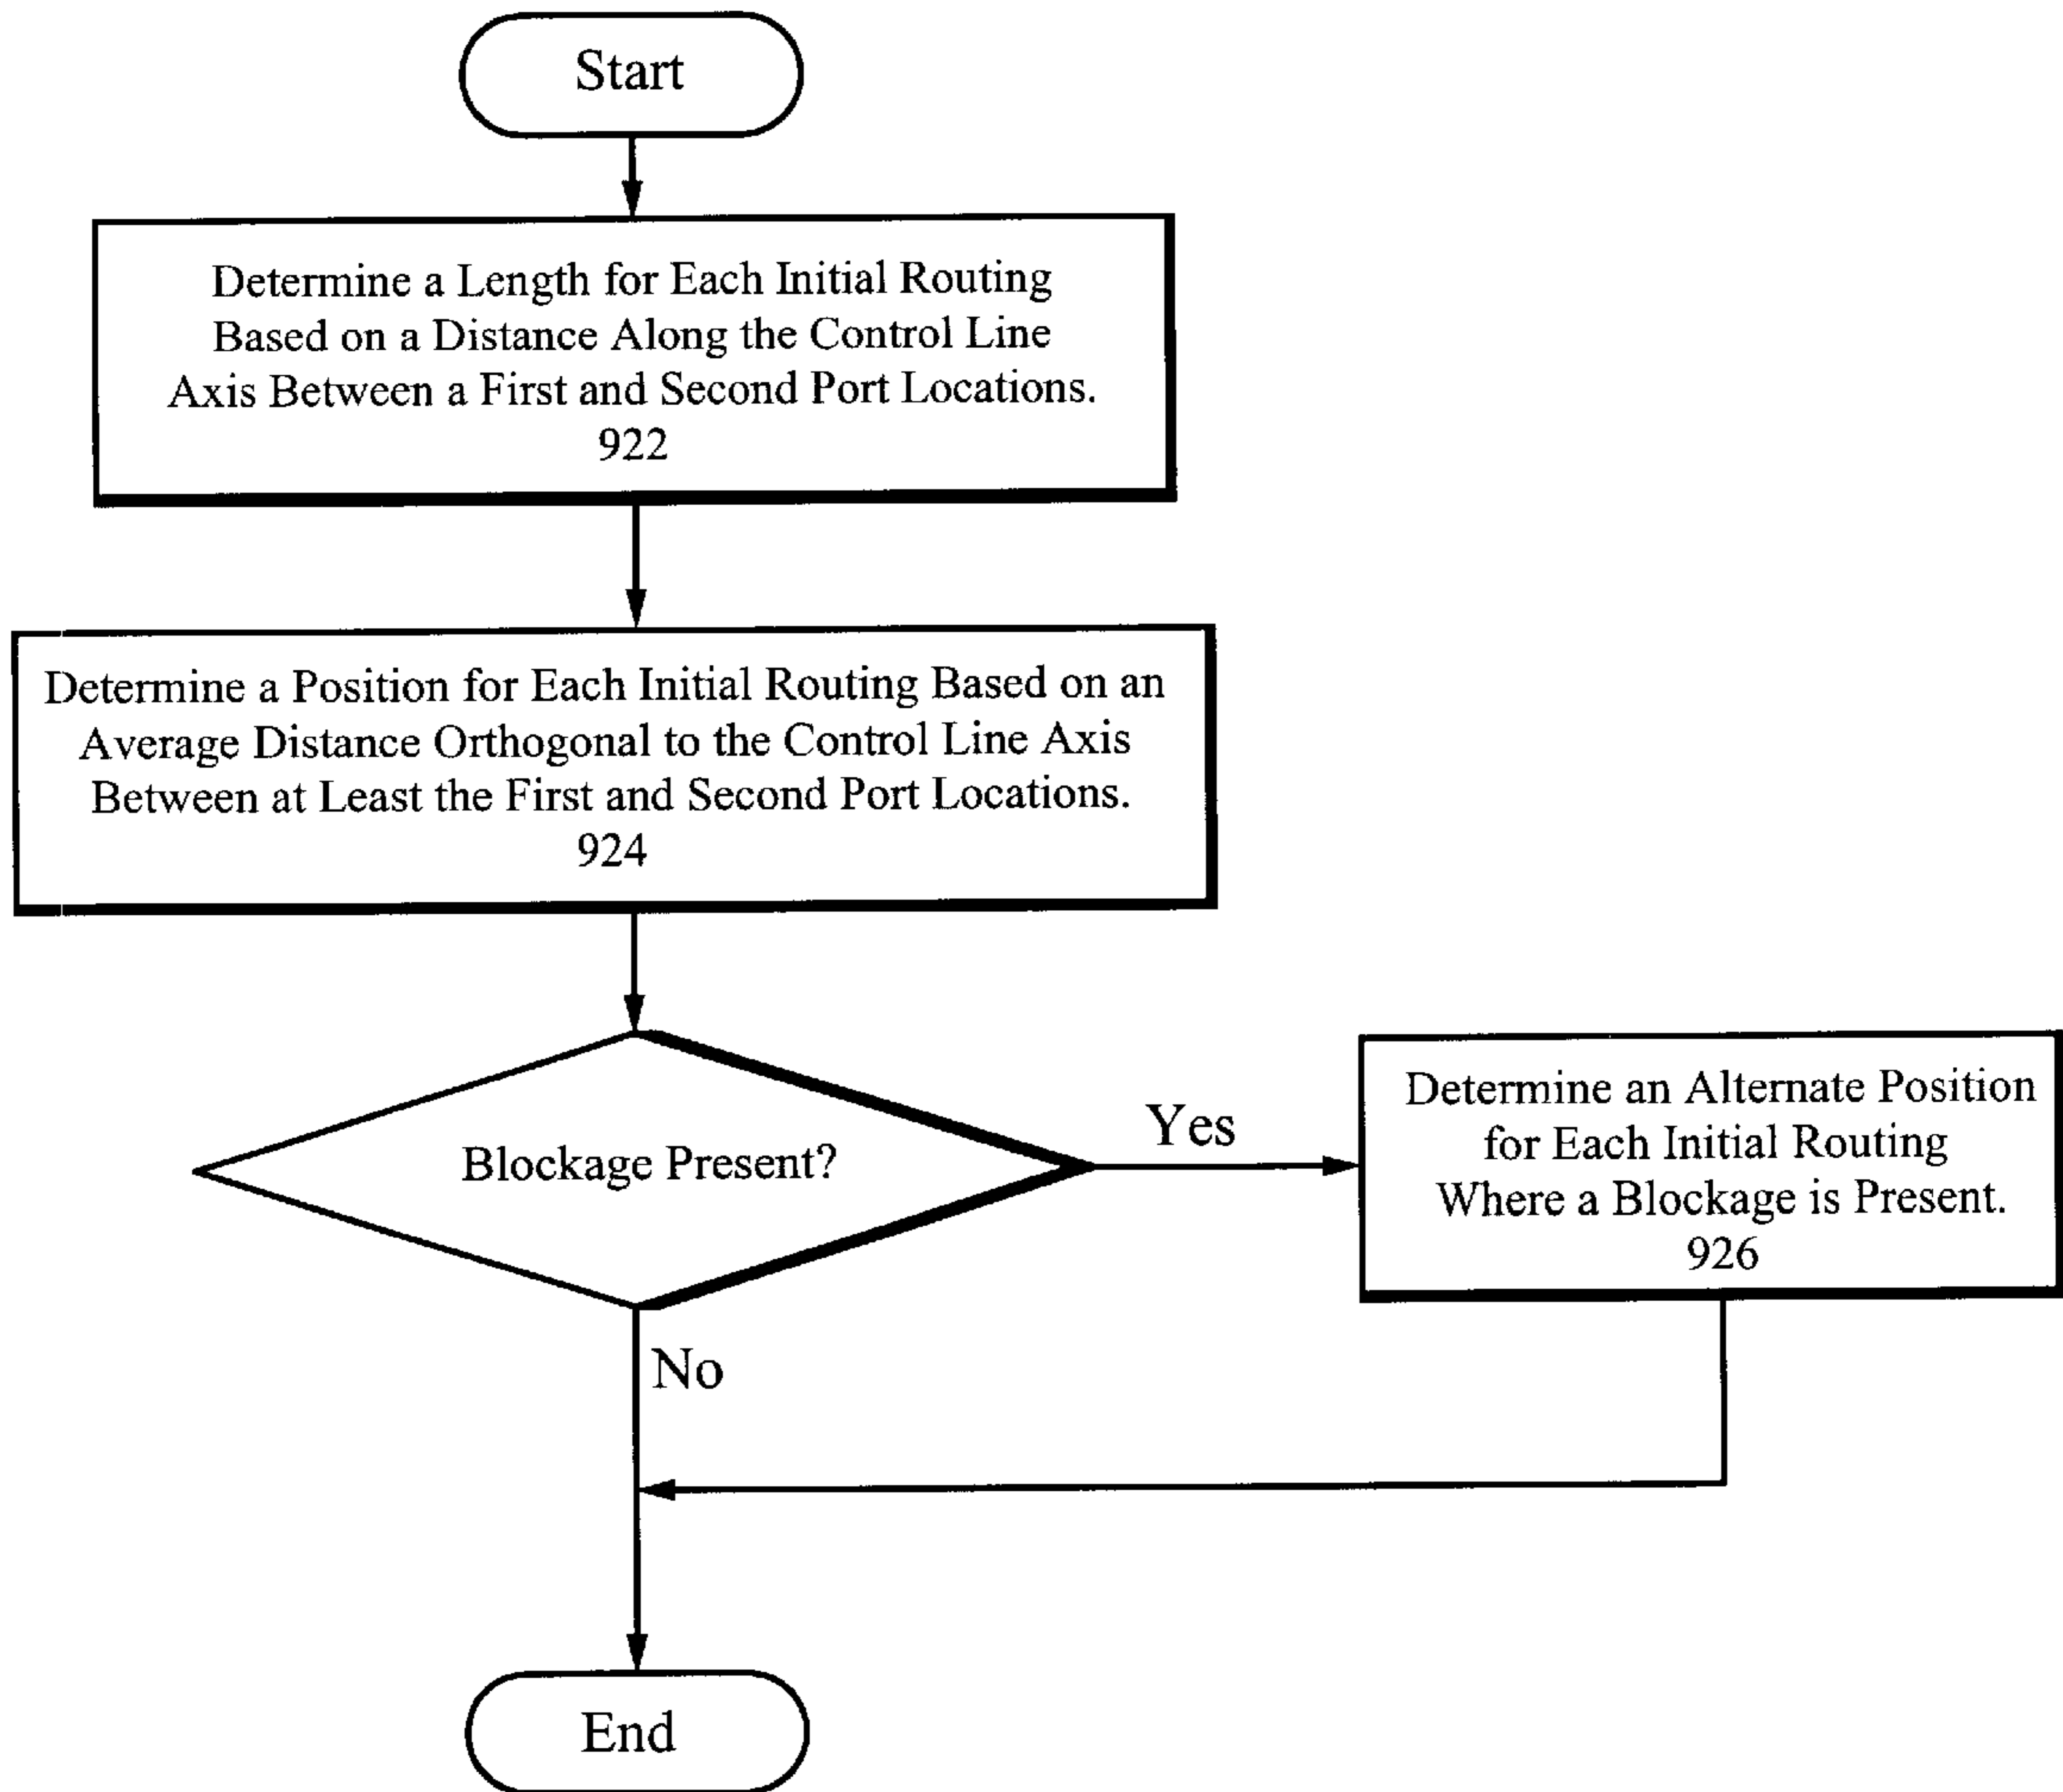 Start
Determine a Length for Each Initial Routing
Based on a Distance Along the Control Line
Axis Between a First and Second Port Locations.
922
Determine a Position for Each Initial Routing Based on an
Average Distance Orthogonal to the Control Line Axis
Between at Least the First and Second Port Locations.
924
Blockage Present?
Yes
Determine an Alternate Position
for Each Initial Routing
Where a Blockage is Present.
926
No
End